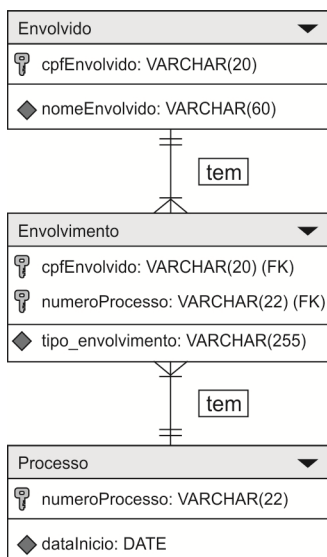 Envolvido
cpfEnvolvido: VARCHAR(20)
nomeEnvolvido: VARCHAR(60)
tem
Envolvimento
cpfEnvolvido: VARCHAR(20) (FK)
numeroProcesso: VARCHAR(22) (FK)
tipo_envolvimento: VARCHAR(255)
tem
Processo
numeroProcesso: VARCHAR(22)
dataInicio: DATE